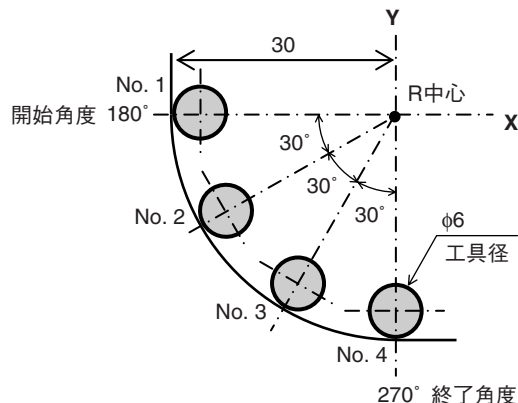 Y
30
No. 1
R中心
開始角度 180°
X
30°
30°
30°
No. 2
φ6
工具径
No. 3
No. 4
270° 終了角度